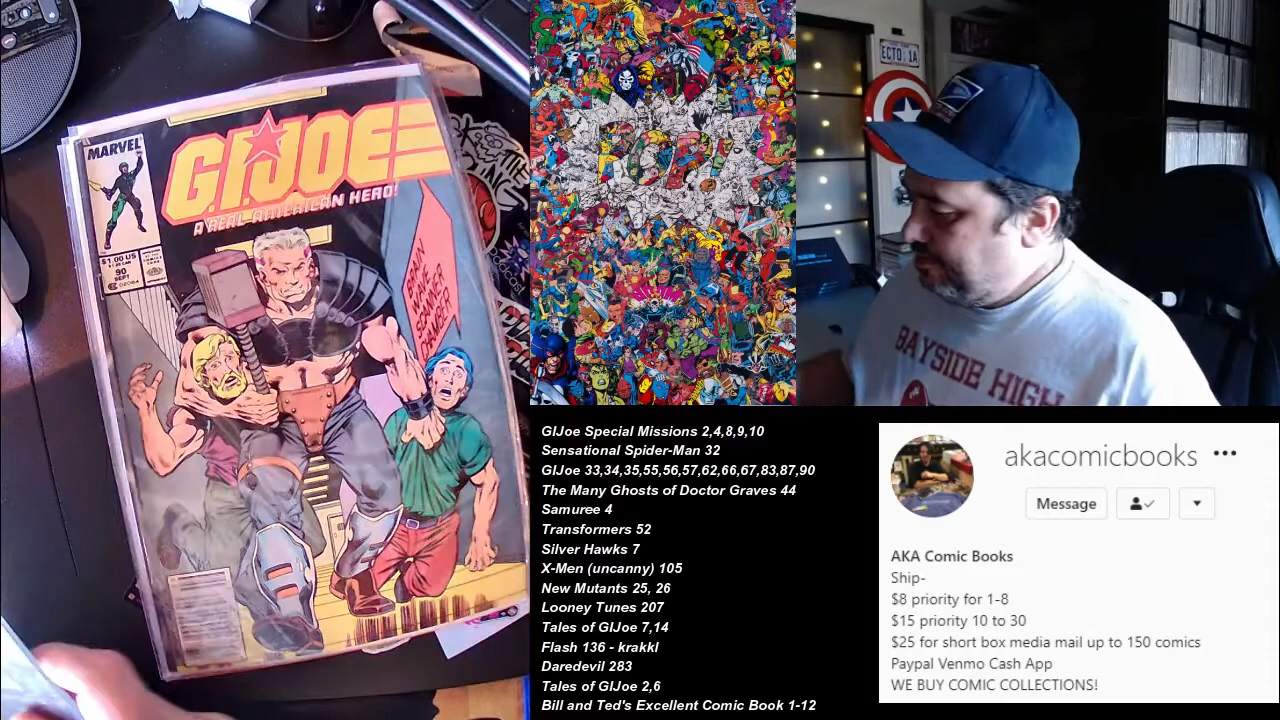 MARVEL
G.I.JOE
A REAL AMERICAN HERO!
$1.00 US
90
SEPT
ECTO-1A
BAYSIDE HIGH
GIJoe Special Missions 2,4,8,9,10
Sensational Spider-Man 32
GIJoe 33,34,35,55,56,57,62,66,67,83,87,90
The Many Ghosts of Doctor Graves 44
Samuree 4
Transformers 52
Silver Hawks 7
X-Men (uncanny) 105
New Mutants 25, 26
Looney Tunes 207
Tales of GIJoe 7,14
Flash 136 - krakkl
Daredevil 283
Tales of GIJoe 2,6
Bill and Ted's Excellent Comic Book 1-12
akacomicbooks •••
Message
AKA Comic Books
Ship-
$8 priority for 1-8
$15 priority 10 to 30
$25 for short box media mail up to 150 comics
Paypal Venmo Cash App
WE BUY COMIC COLLECTIONS!